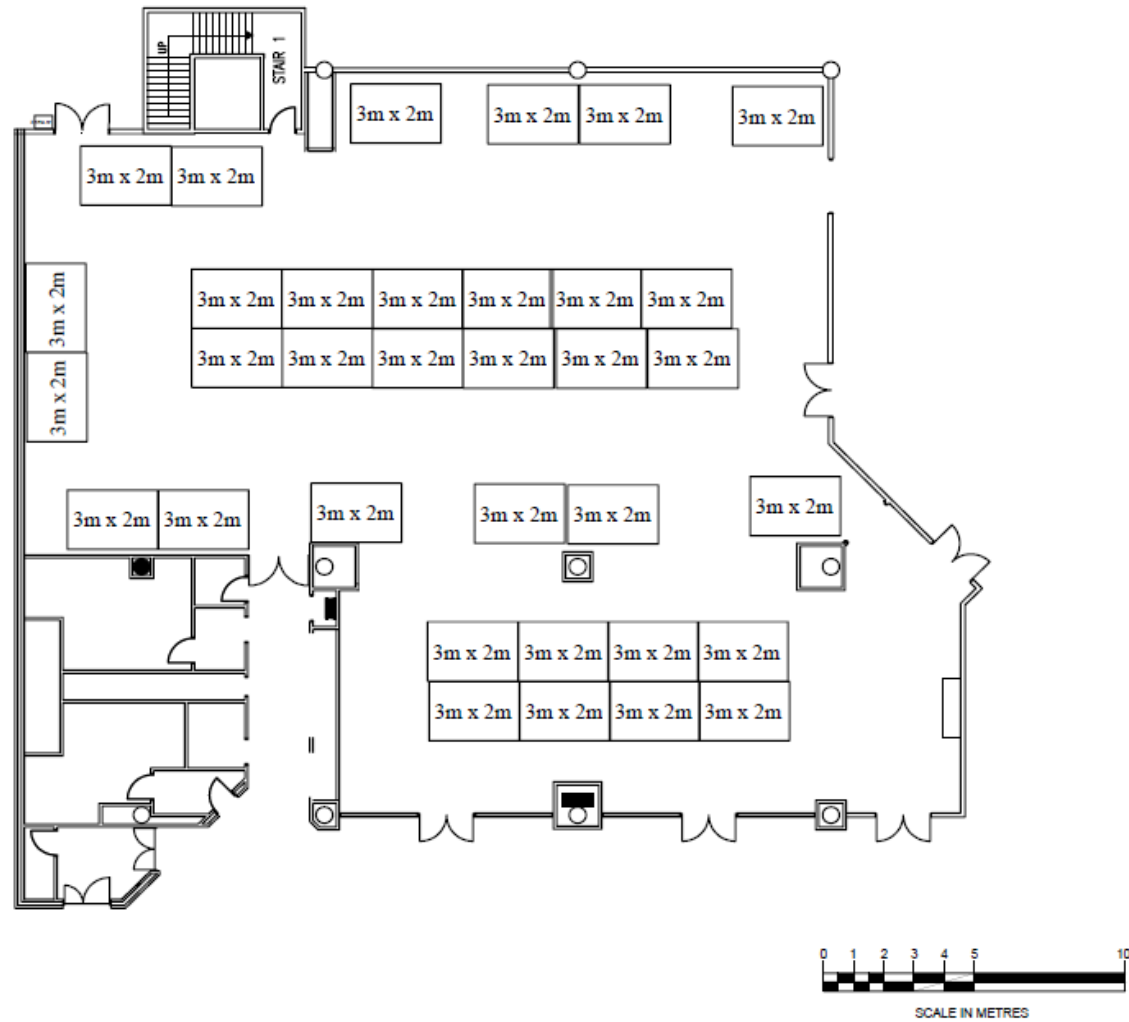 UP
STAIR 1
3m x 2m
3m x 2m 3m x 2m
3m x 2m
3m x 2m 3m x 2m
3m x 2m
3m x 2m
3m x 2m 3m x 2m 3m x 2m 3m x 2m 3m x 2m 3m x 2m
3m x 2m 3m x 2m 3m x 2m 3m x 2m 3m x 2m 3m x 2m
3m x 2m 3m x 2m
3m x 2m
3m x 2m 3m x 2m
3m x 2m
3m x 2m 3m x 2m 3m x 2m 3m x 2m
3m x 2m 3m x 2m 3m x 2m 3m x 2m
0 1 2 3 4 5 10
SCALE IN METRES